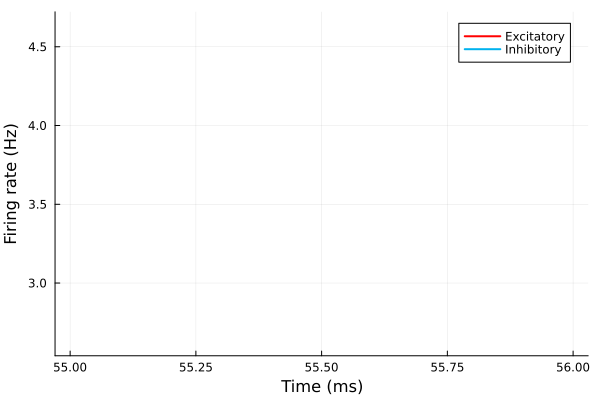 Excitatory
Inhibitory
4.5
4.0
3.5
3.0
Firing rate (Hz)
55.00 55.25 55.50 55.75 56.00
Time (ms)